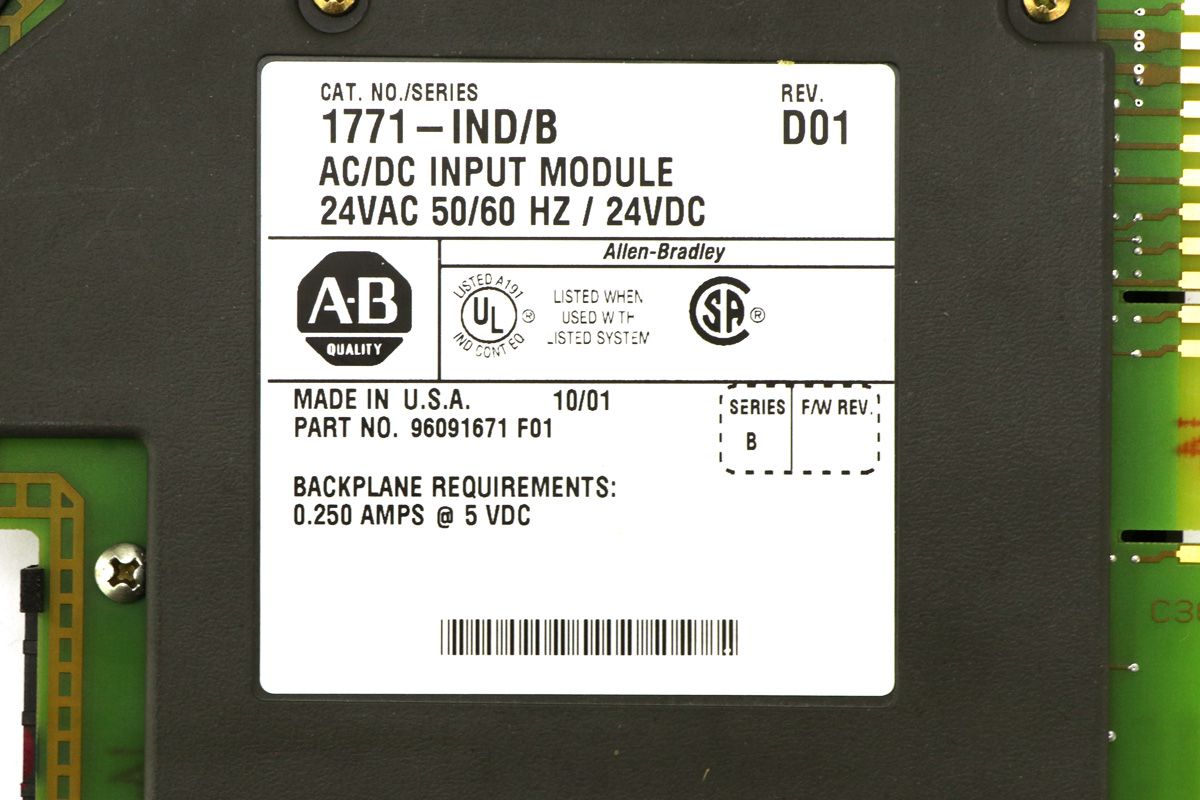 CAT. NO./SERIES REV.
1771-IND/B D01
AC/DC INPUT MODULE
24VAC 50/60 HZ / 24VDC
Allen-Bradley
A-B
QUALITY
LISTED A191
UL ®
IND CONT EQ
LISTED WHEN
USED WITH
LISTED SYSTEM
SA ®
MADE IN U.S.A. 10/01
PART NO. 96091671 F01
SERIES F/W REV.
B
BACKPLANE REQUIREMENTS:
0.250 AMPS @ 5 VDC